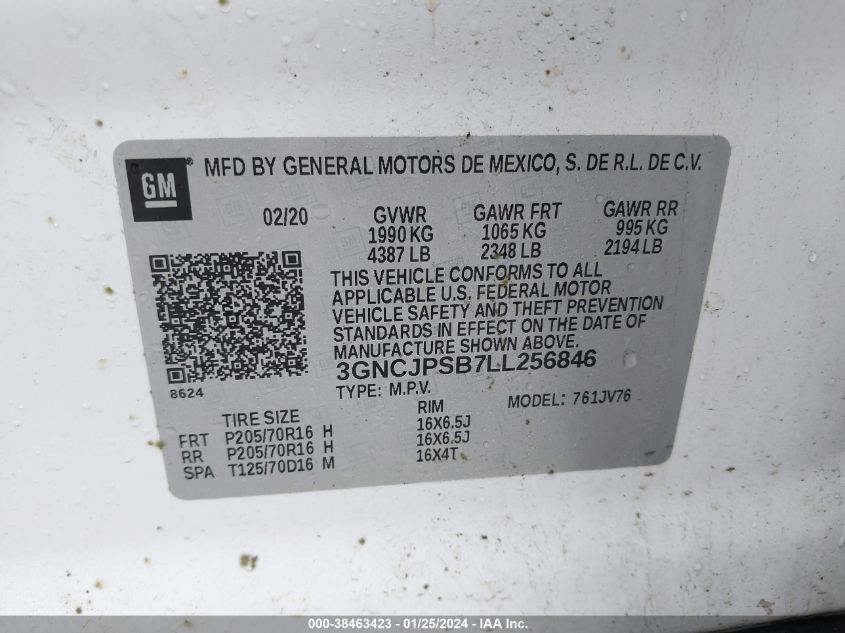 GM
MFD BY GENERAL MOTORS DE MEXICO, S. DE R.L. DE C.V.
02/20 GVWR GAWR FRT GAWR RR
1990 KG 1065 KG 995 KG
4387 LB 2348 LB 2194 LB
THIS VEHICLE CONFORMS TO ALL
APPLICABLE U.S. FEDERAL MOTOR
VEHICLE SAFETY AND THEFT PREVENTION
STANDARDS IN EFFECT ON THE DATE OF
MANUFACTURE SHOWN ABOVE.
3GNCJPSB7LL256846
8624
TYPE: M.P.V. MODEL: 761JV76
TIRE SIZE RIM
FRT P205/70R16 H 16X6.5J
RR P205/70R16 H 16X6.5J
SPA T125/70D16 M 16X4T
000-38463423 - 01/25/2024 - IAA Inc.